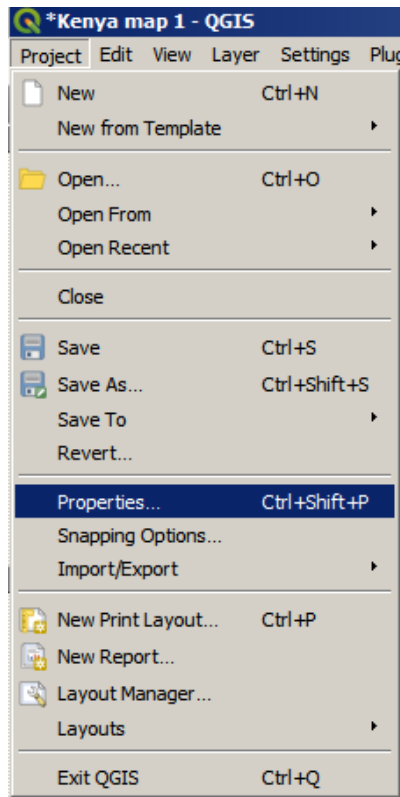 *Kenya map 1 - QGIS
Project Edit View Layer Settings
New Ctrl+N
New from Template
Open... Ctrl+O
Open From
Open Recent
Close
Save Ctrl+S
Save As... Ctrl+Shift+S
Save To
Revert...
Properties... Ctrl+Shift+P
Snapping Options...
Import/Export
New Print Layout... Ctrl+P
New Report...
Layout Manager...
Layouts
Exit QGIS Ctrl+Q